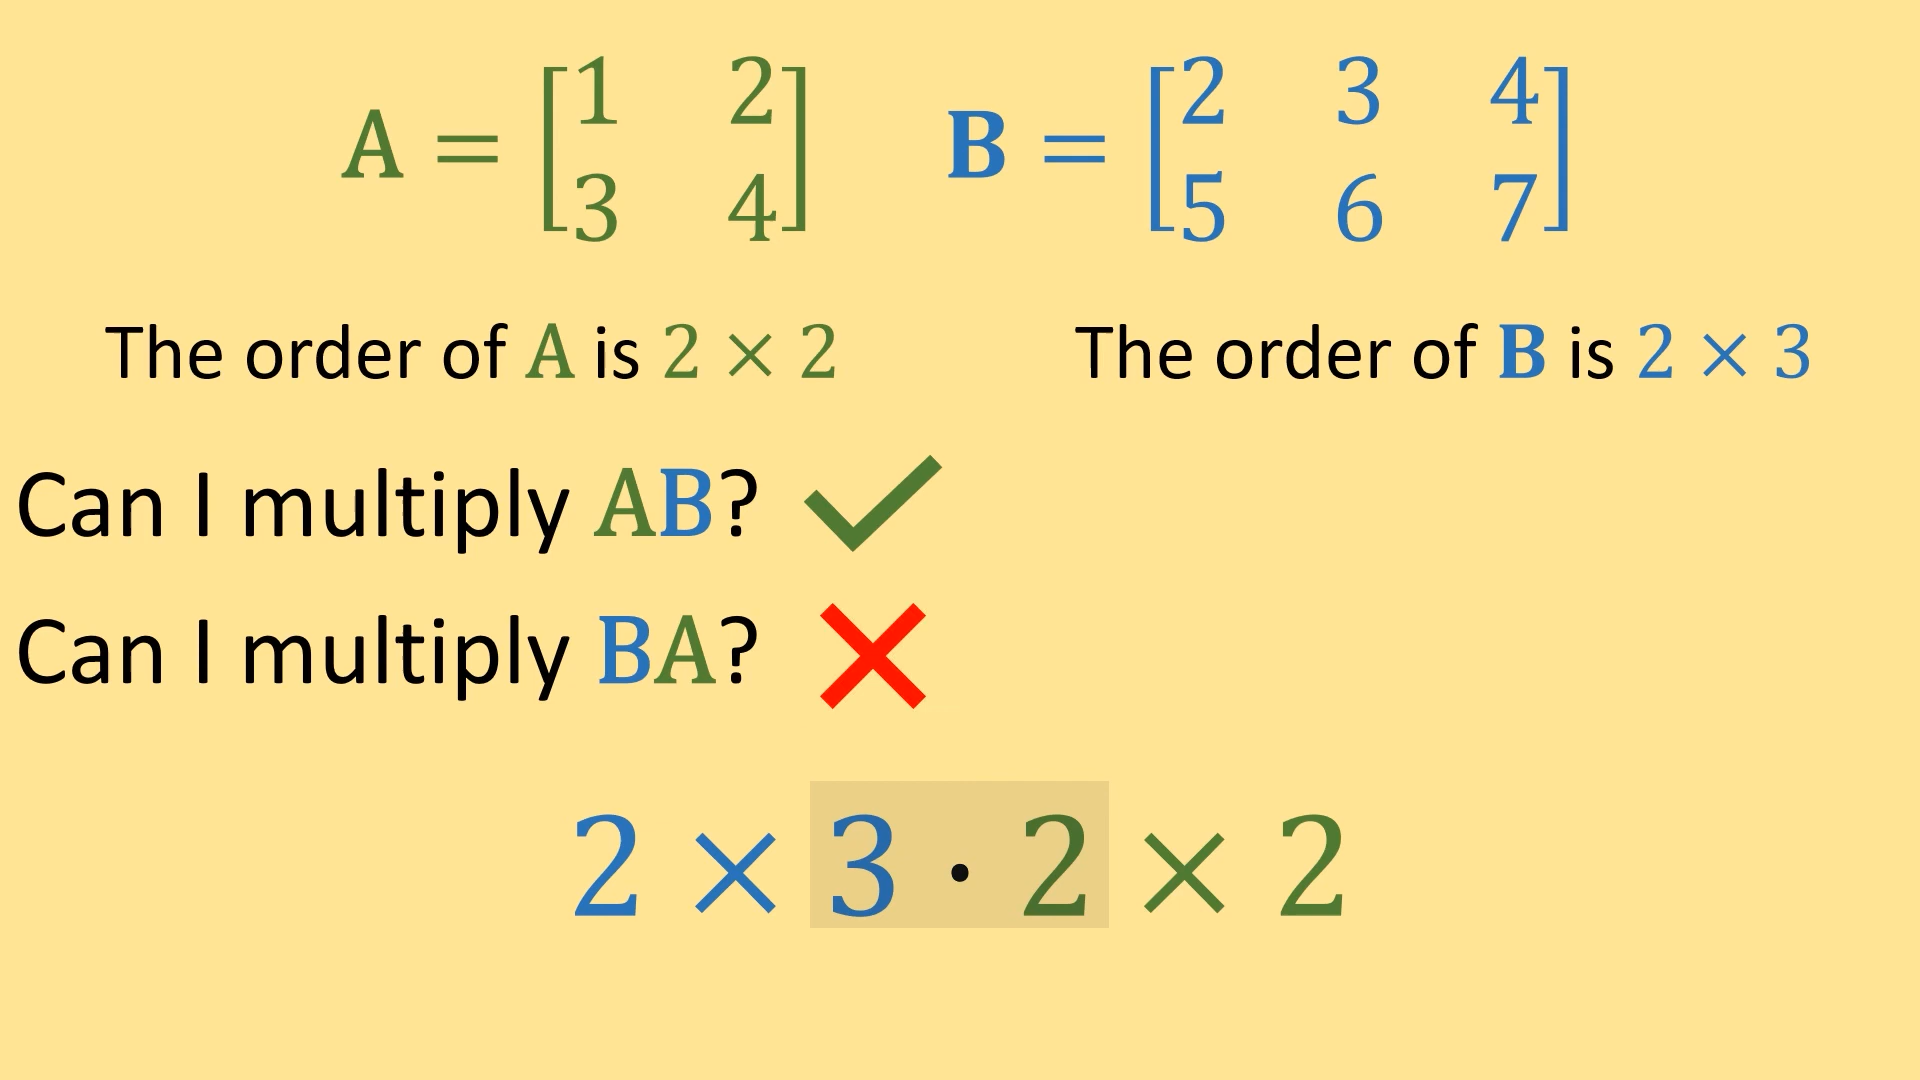 A = [1 2 3 4] B = [2 3 4 5 6 7]
The order of A is 2 × 2 The order of B is 2 × 3
Can I multiply AB? ✓
Can I multiply BA? ✕
2 × 3 · 2 × 2